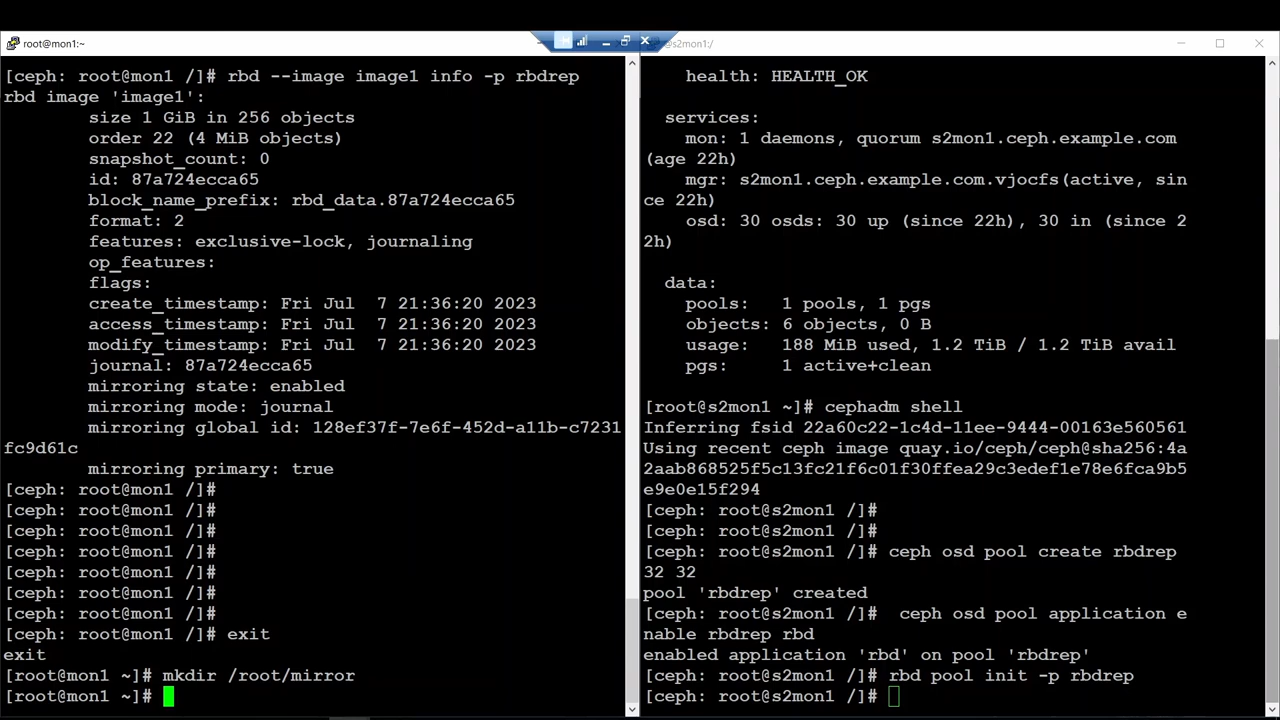 root@mon1:~
[ceph: root@mon1 /]# rbd --image image1 info -p rbdrep
rbd image 'image1':
size 1 GiB in 256 objects
order 22 (4 MiB objects)
snapshot_count: 0
id: 87a724ecca65
block_name_prefix: rbd_data.87a724ecca65
format: 2
features: exclusive-lock, journaling
op_features:
flags:
create_timestamp: Fri Jul  7 21:36:20 2023
access_timestamp: Fri Jul  7 21:36:20 2023
modify_timestamp: Fri Jul  7 21:36:20 2023
journal: 87a724ecca65
mirroring state: enabled
mirroring mode: journal
mirroring global id: 128ef37f-7e6f-452d-a11b-c7231
fc9d61c
mirroring primary: true
[ceph: root@mon1 /]#
[ceph: root@mon1 /]#
[ceph: root@mon1 /]#
[ceph: root@mon1 /]#
[ceph: root@mon1 /]#
[ceph: root@mon1 /]#
[ceph: root@mon1 /]#
[ceph: root@mon1 /]# exit
exit
[root@mon1 ~]# mkdir /root/mirror
[root@mon1 ~]#
@s2mon1:/
health: HEALTH_OK
services:
mon: 1 daemons, quorum s2mon1.ceph.example.com
(age 22h)
mgr: s2mon1.ceph.example.com.vjocfs(active, sin
ce 22h)
osd: 30 osds: 30 up (since 22h), 30 in (since 2
2h)
data:
pools:   1 pools, 1 pgs
objects: 6 objects, 0 B
usage:   188 MiB used, 1.2 TiB / 1.2 TiB avail
pgs:     1 active+clean
[root@s2mon1 ~]# cephadm shell
Inferring fsid 22a60c22-1c4d-11ee-9444-00163e560561
Using recent ceph image quay.io/ceph/ceph@sha256:4a
2aab868525f5c13fc21f6c01f30ffea29c3edef1e78e6fca9b5
e9e0e15f294
[ceph: root@s2mon1 /]#
[ceph: root@s2mon1 /]#
[ceph: root@s2mon1 /]# ceph osd pool create rbdrep
32 32
pool 'rbdrep' created
[ceph: root@s2mon1 /]#  ceph osd pool application e
nable rbdrep rbd
enabled application 'rbd' on pool 'rbdrep'
[ceph: root@s2mon1 /]# rbd pool init -p rbdrep
[ceph: root@s2mon1 /]#